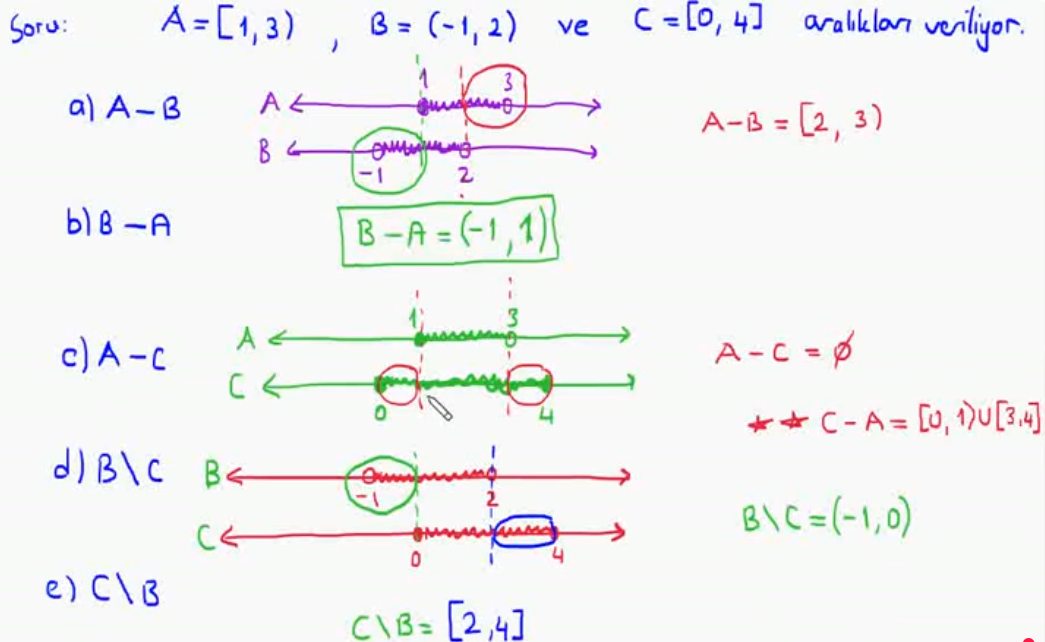 Soru: A = [1, 3) , B = (-1, 2) ve C = [0, 4] aralıkları veriliyor.
a) A - B
A 1 3
B -1 2
A - B = [2, 3)
b) B - A
B - A = (-1, 1)
c) A - C
A 1 3
C 0 4
A - C = ∅
★ ★ C - A = [0, 1) ∪ [3,4]
d) B \ C
B -1 2
C 0 4
B \ C = (-1, 0)
e) C \ B
C \ B = [2,4]